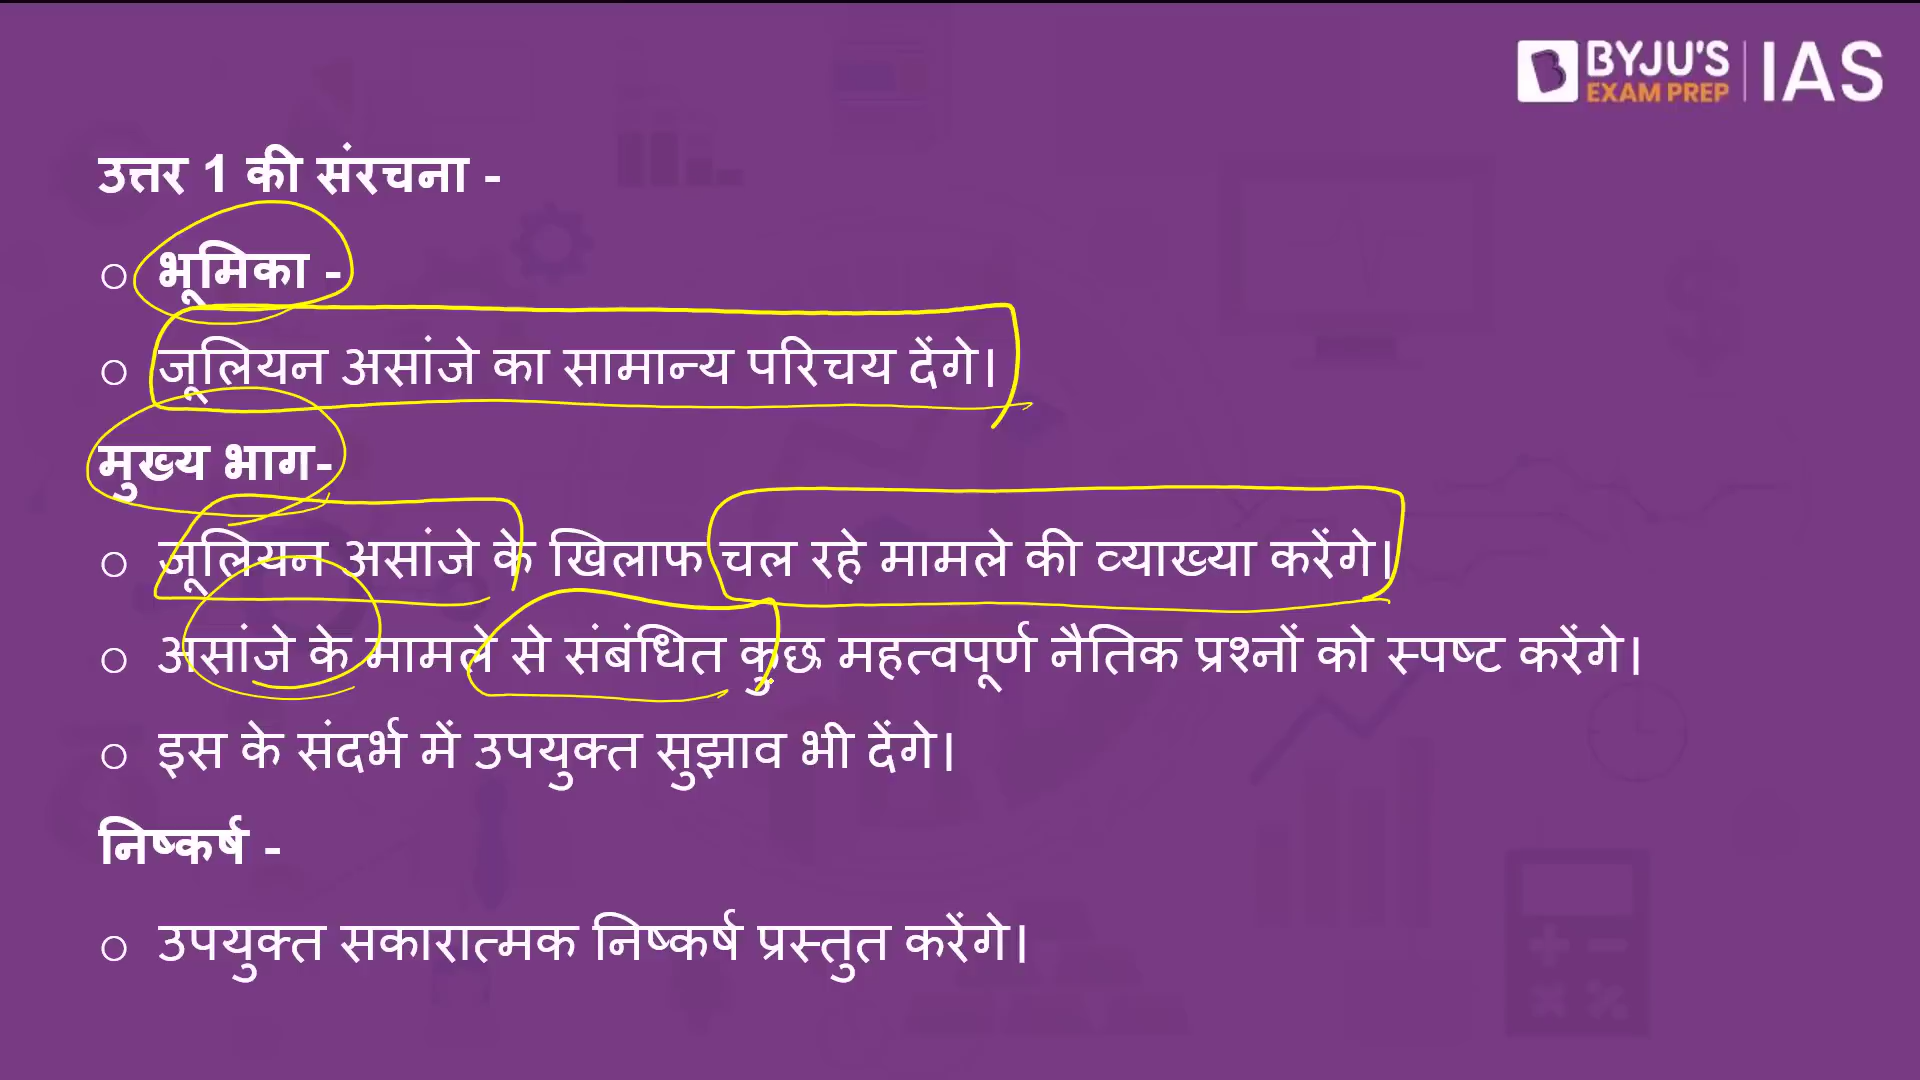 BYJU'S
EXAM PREP
IAS
उत्तर 1 की संरचना -
भूमिका -
जूलियन असांजे का सामान्य परिचय देंगे।
मुख्य भाग-
जूलियन असांजे के खिलाफ चल रहे मामले की व्याख्या करेंगे।
असांजे के मामले से संबंधित कुछ महत्वपूर्ण नैतिक प्रश्नों को स्पष्ट करेंगे।
इस के संदर्भ में उपयुक्त सुझाव भी देंगे।
निष्कर्ष -
उपयुक्त सकारात्मक निष्कर्ष प्रस्तुत करेंगे।